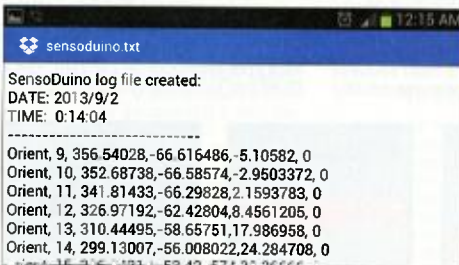 12:15 AM
sensoduino.txt
SensoDuino log file created:
DATE: 2013/9/2
TIME: 0:14:04
-----------------------------
Orient, 9, 356.54028,-66.616486,-5.10582, 0
Orient, 10, 352.68738,-66.58574,-2.9503372, 0
Orient, 11, 341.81433,-66.29828,2.1593783, 0
Orient, 12, 326.97192,-62.42804,8.4561205, 0
Orient, 13, 310.44495,-58.65751,17.986958, 0
Orient, 14, 299.13007,-56.008022,24.284708, 0